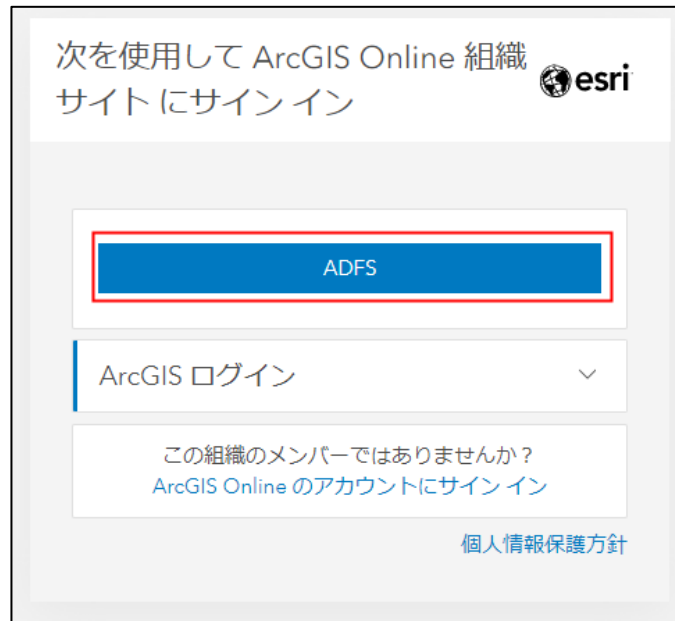 次を使用して ArcGIS Online 組織
サイト にサイン イン
esri
ADFS
ArcGIS ログイン
この組織のメンバーではありませんか？
ArcGIS Online のアカウントにサイン イン
個人情報保護方針